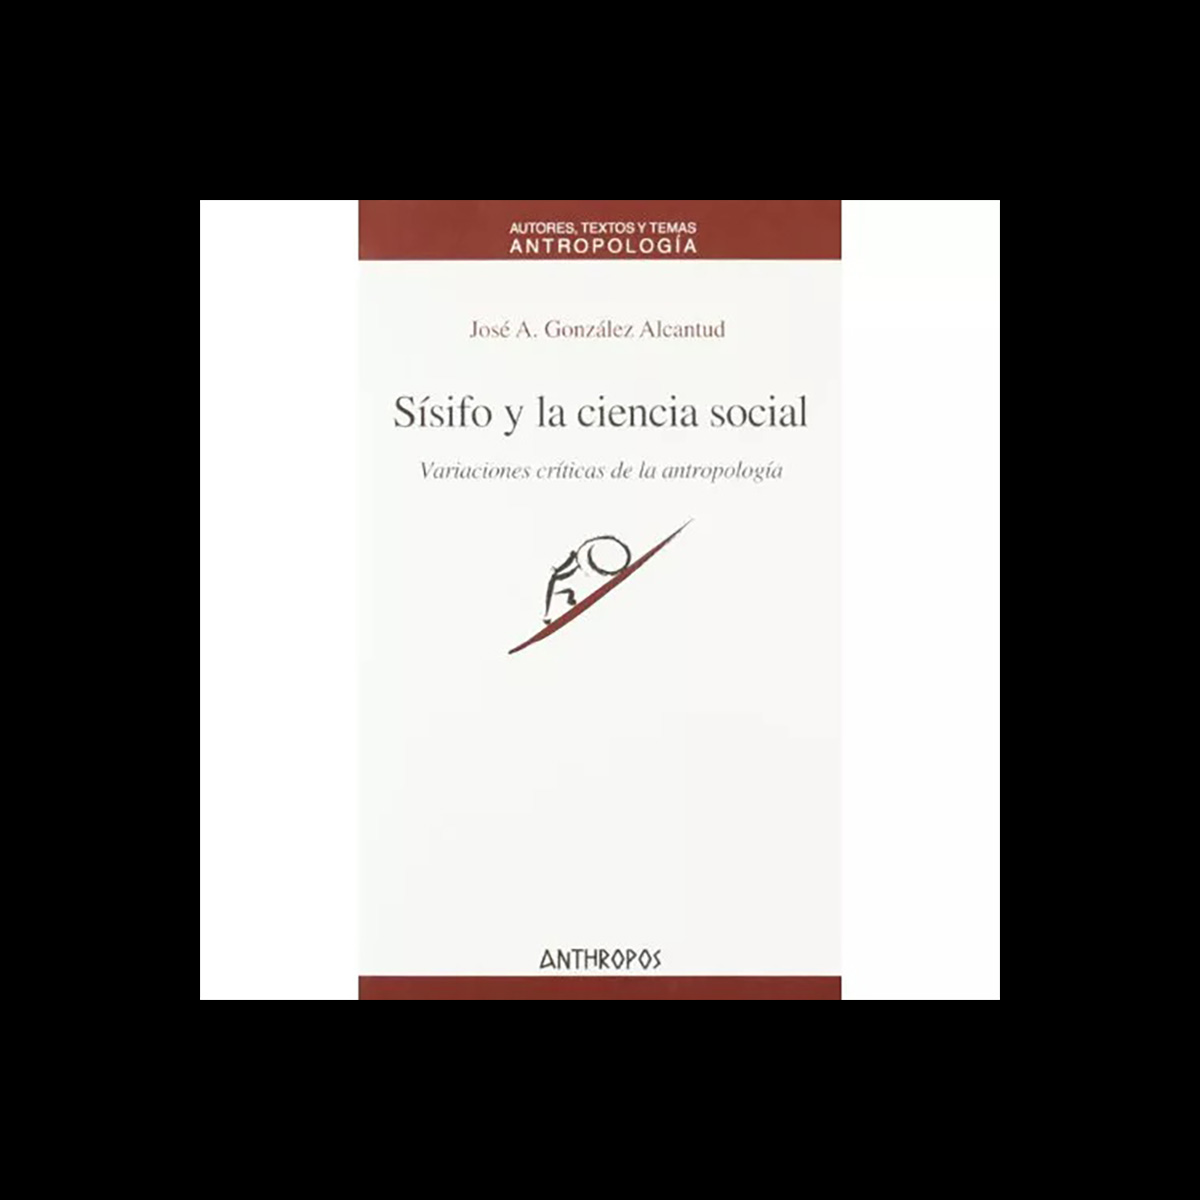 AUTORES, TEXTOS Y TEMAS
ANTROPOLOGÍA
José A. González Alcantud
Sísifo y la ciencia social
Variaciones críticas de la antropología
ANTHROPOS